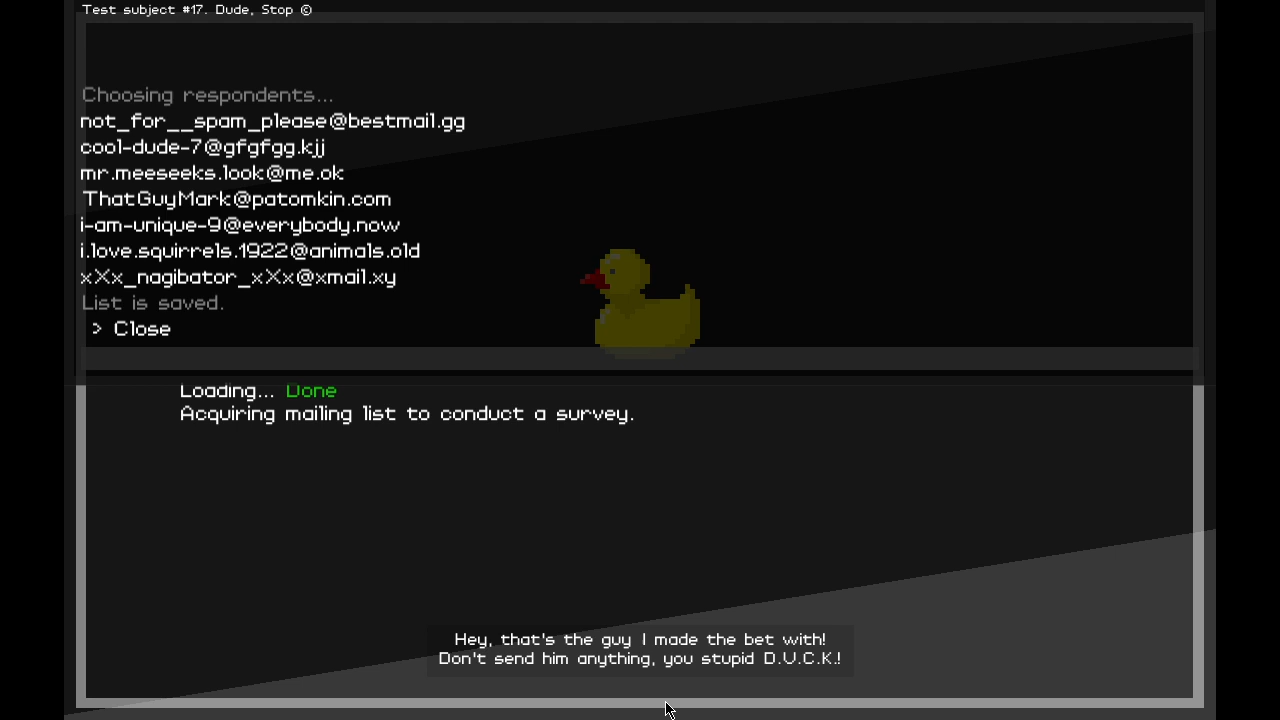 Test subject #17. Dude, Stop ©
Choosing respondents...
not_for__spam_please@bestmail.gg
cool-dude-7@gfgfgg.kjj
mr.meeseeks.look@me.ok
ThatGuyMark@patomkin.com
i-am-unique-9@everybody.now
i.love.squirrels.1922@animals.old
xXx_nagibator_xXx@xmail.xy
List is saved.
> Close
Loading... Done
Acquiring mailing list to conduct a survey.
Hey, that's the guy I made the bet with!
Don't send him anything, you stupid D.U.C.K.!